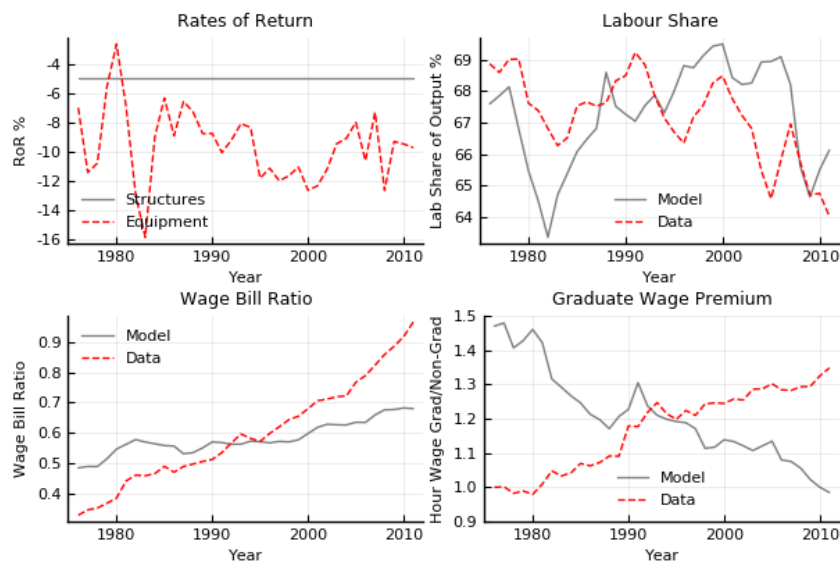 Rates of Return
RoR %
-4
-6
-8
-10
-12
-14
-16
Structures
Equipment
1980
1990
2000
2010
Year
Labour Share
Lab Share of Output %
69
68
67
66
65
64
Model
Data
1980
1990
2000
2010
Year
Wage Bill Ratio
Wage Bill Ratio
0.9
0.8
0.7
0.6
0.5
0.4
Model
Data
1980
1990
2000
2010
Year
Graduate Wage Premium
Hour Wage Grad/Non-Grad
1.5
1.4
1.3
1.2
1.1
1.0
0.9
Model
Data
1980
1990
2000
2010
Year